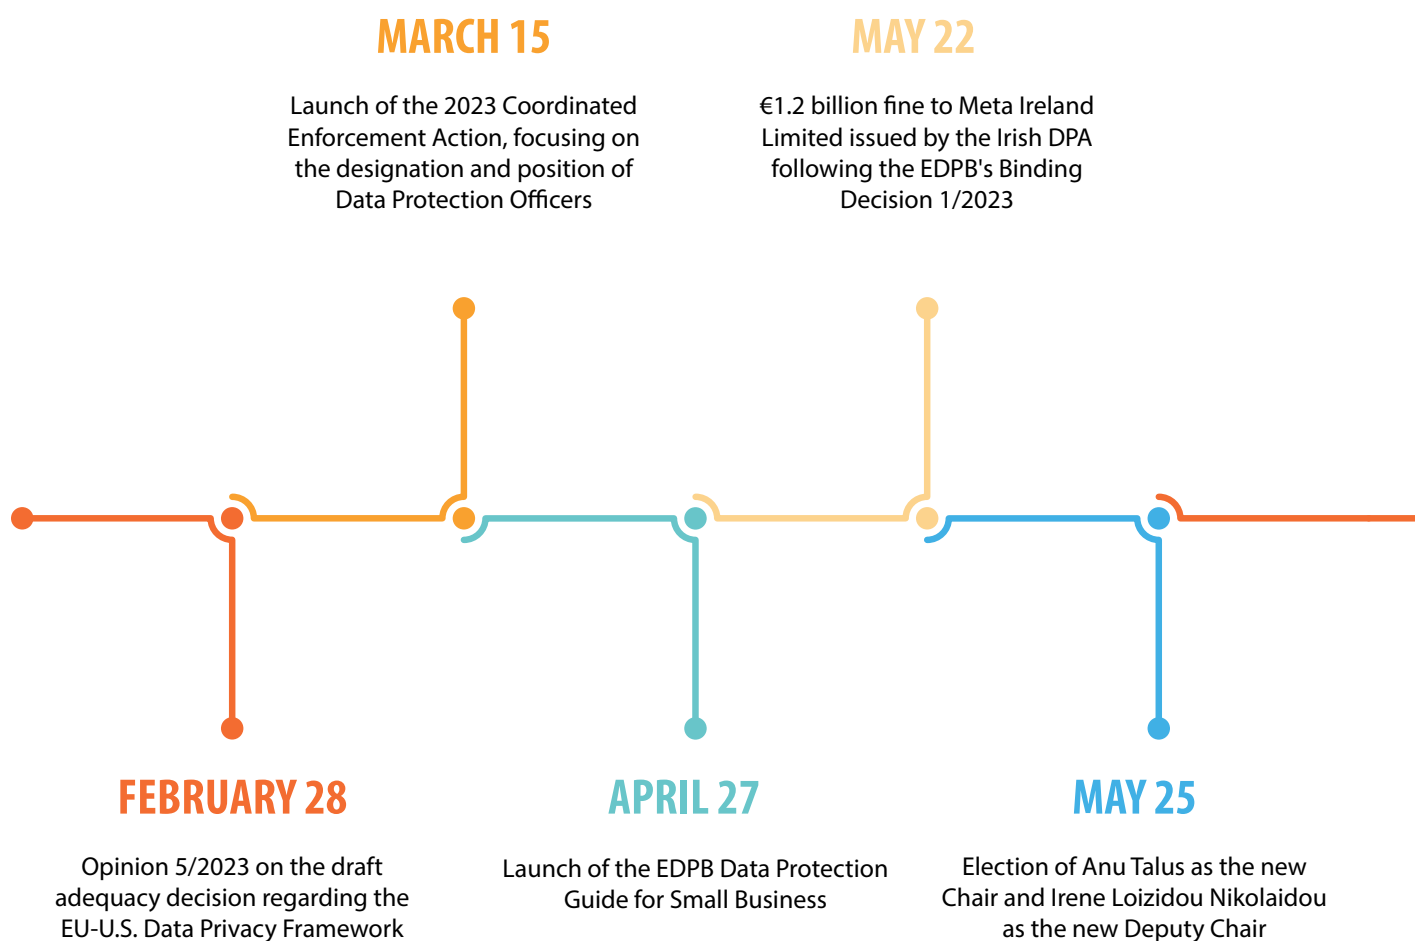 MARCH 15
Launch of the 2023 Coordinated
Enforcement Action, focusing on
the designation and position of
Data Protection Officers
MAY 22
€1.2 billion fine to Meta Ireland
Limited issued by the Irish DPA
following the EDPB's Binding
Decision 1/2023
FEBRUARY 28
Opinion 5/2023 on the draft
adequacy decision regarding the
EU-U.S. Data Privacy Framework
APRIL 27
Launch of the EDPB Data Protection
Guide for Small Business
MAY 25
Election of Anu Talus as the new
Chair and Irene Loizidou Nikolaidou
as the new Deputy Chair